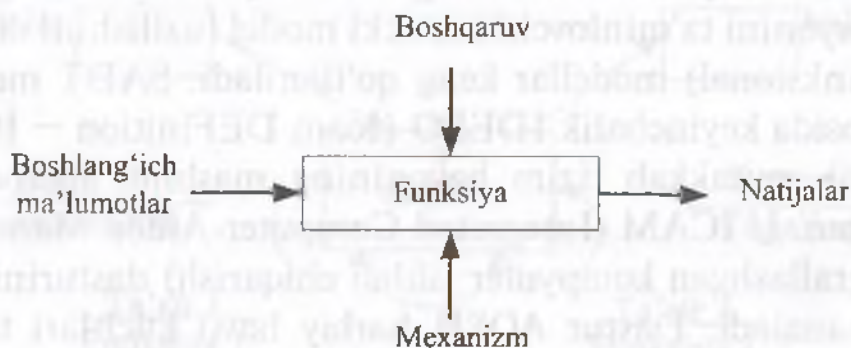 Boshqaruv
Boshlang‘ich
ma’lumotlar
Funksiya
Natijalar
Mexanizm